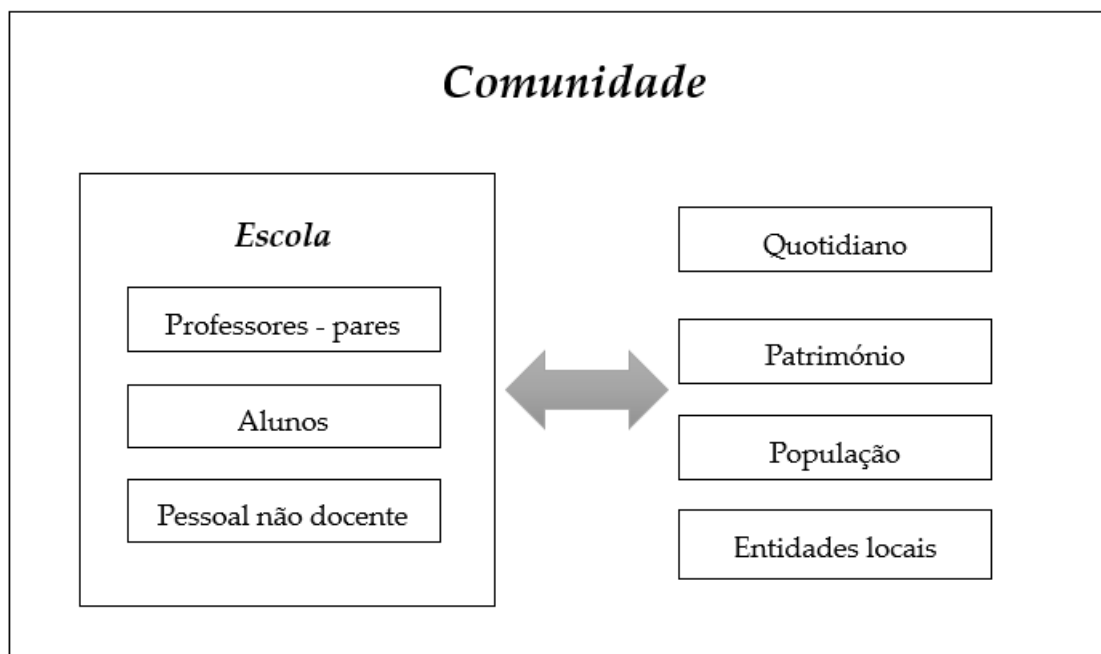 Comunidade
Escola
Professores - pares
Alunos
Pessoal não docente
Quotidiano
Património
População
Entidades locais